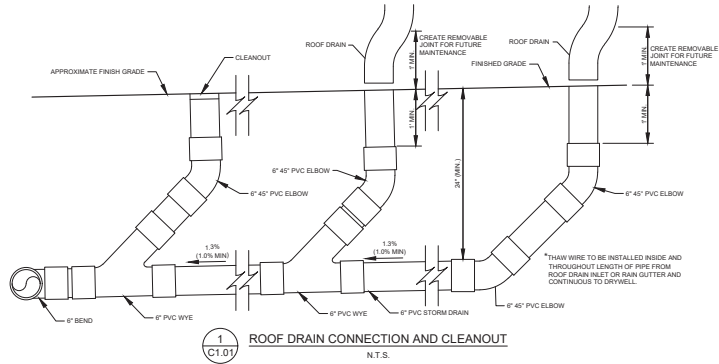 ROOF DRAIN
1' MIN.
CREATE REMOVABLE
JOINT FOR FUTURE
MAINTENANCE
ROOF DRAIN
1' MIN.
CREATE REMOVABLE
JOINT FOR FUTURE
MAINTENANCE
CLEANOUT
APPROXIMATE FINISH GRADE
FINISHED GRADE
1' MIN.
1' MIN.
24" (MIN.)
6" 45° PVC ELBOW
6" 45° PVC ELBOW
6" 45° PVC ELBOW
1.3%
(1.0% MIN)
1.3%
(1.0% MIN)
*THAW WIRE TO BE INSTALLED INSIDE AND
THROUGHOUT LENGTH OF PIPE FROM
ROOF DRAIN INLET OR RAIN GUTTER AND
CONTINUOUS TO DRYWELL.
6" BEND
6" PVC WYE
6" PVC WYE
6" PVC STORM DRAIN
6" 45° PVC ELBOW
1
C1.01
ROOF DRAIN CONNECTION AND CLEANOUT
N.T.S.